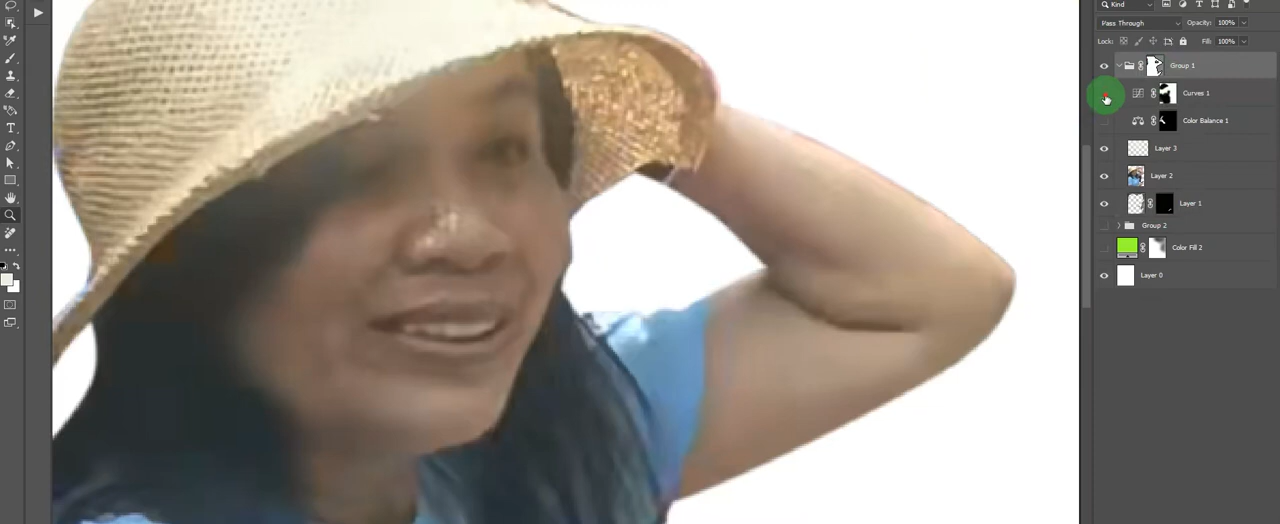 Kind
Pass Through Opacity: 100%
Lock: Fill: 100%
Group 1
Curves 1
Color Balance 1
Layer 3
Layer 2
Layer 1
Group 2
Color Fill 2
Layer 0